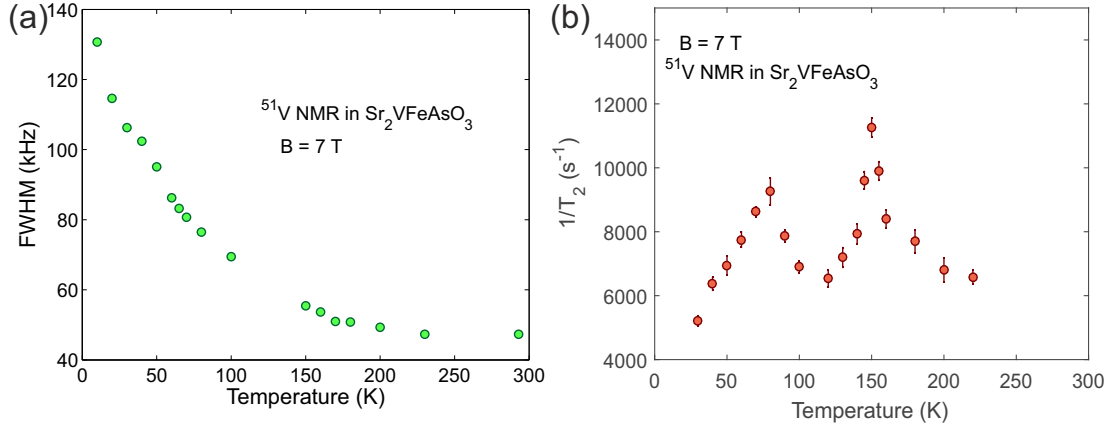 (a)
140
120
100
80
60
40
FWHM (kHz)
⁵¹V NMR in Sr₂VFeAsO₃
B = 7 T
0 50 100 150 200 250 300
Temperature (K)
(b)
14000
12000
10000
8000
6000
4000
1/T₂ (s⁻¹)
B = 7 T
⁵¹V NMR in Sr₂VFeAsO₃
0 50 100 150 200 250 300
Temperature (K)